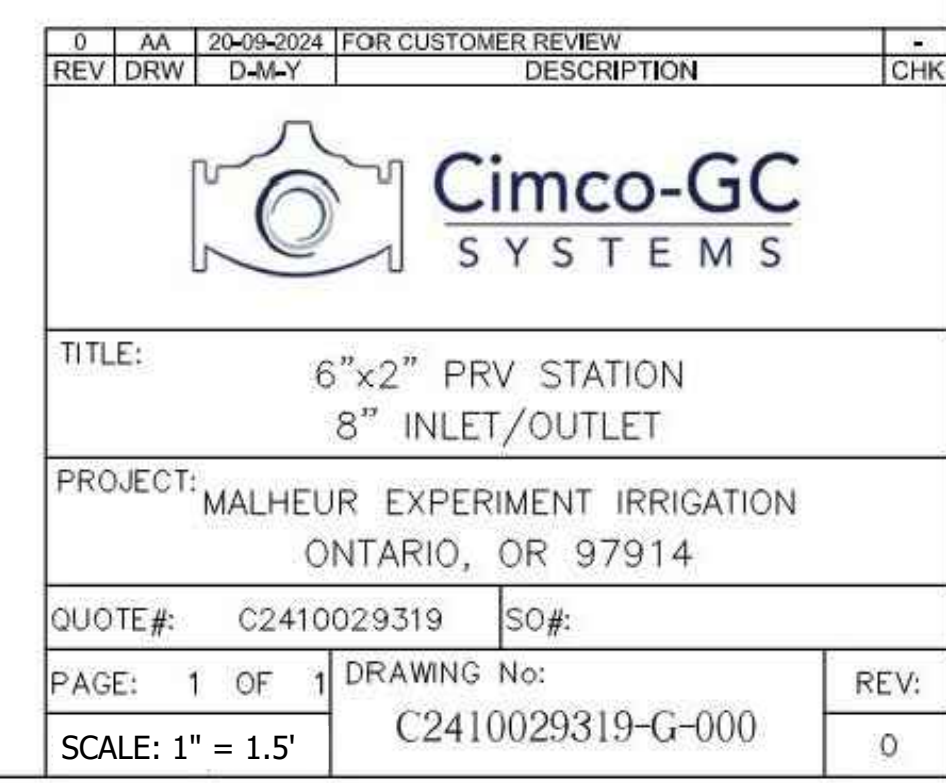 0 AA 20-09-2024 FOR CUSTOMER REVIEW -
REV DRW D-M-Y DESCRIPTION CHK
Cimco-GC
SYSTEMS
TITLE:
6"x2" PRV STATION
8" INLET/OUTLET
PROJECT:
MALHEUR EXPERIMENT IRRIGATION
ONTARIO, OR 97914
QUOTE#: C2410029319 SO#:
PAGE: 1 OF 1 DRAWING No: REV:
SCALE: 1" = 1.5' C2410029319-G-000 0